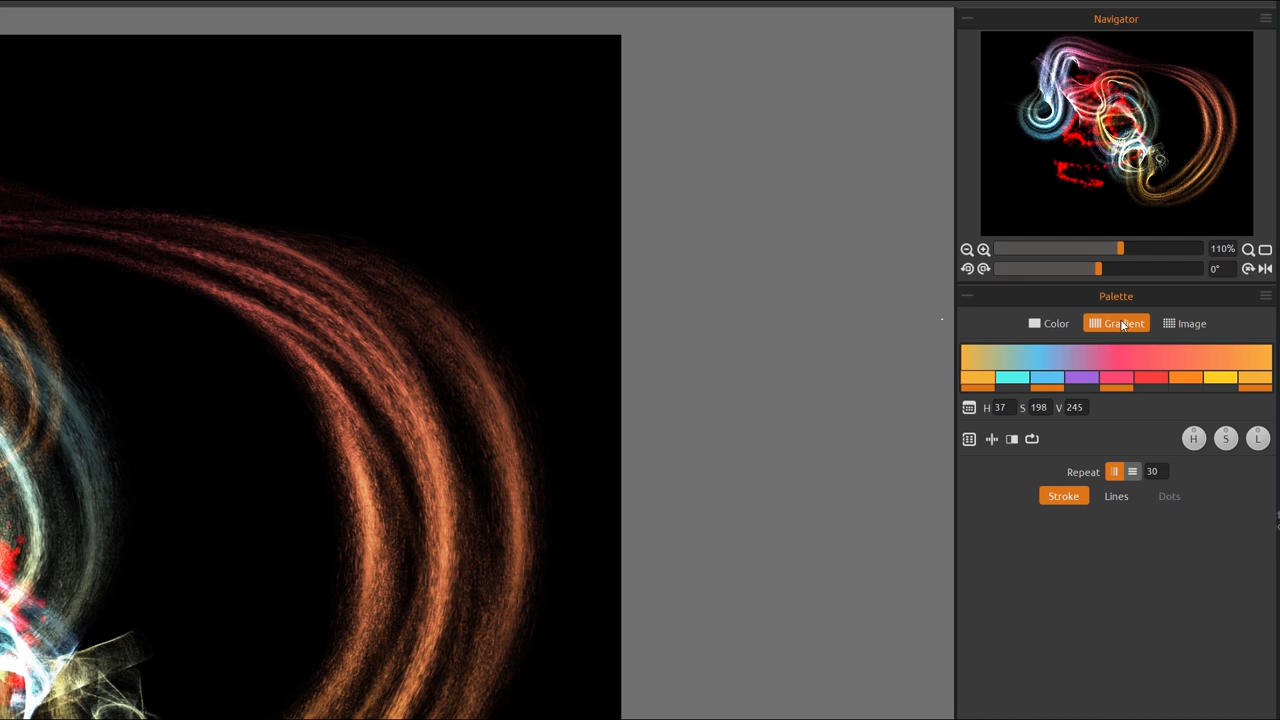 Navigator
110%
0°
Palette
Color Gradient Image
H 37 S 198 V 245
H S L
Repeat 30
Stroke Lines Dots